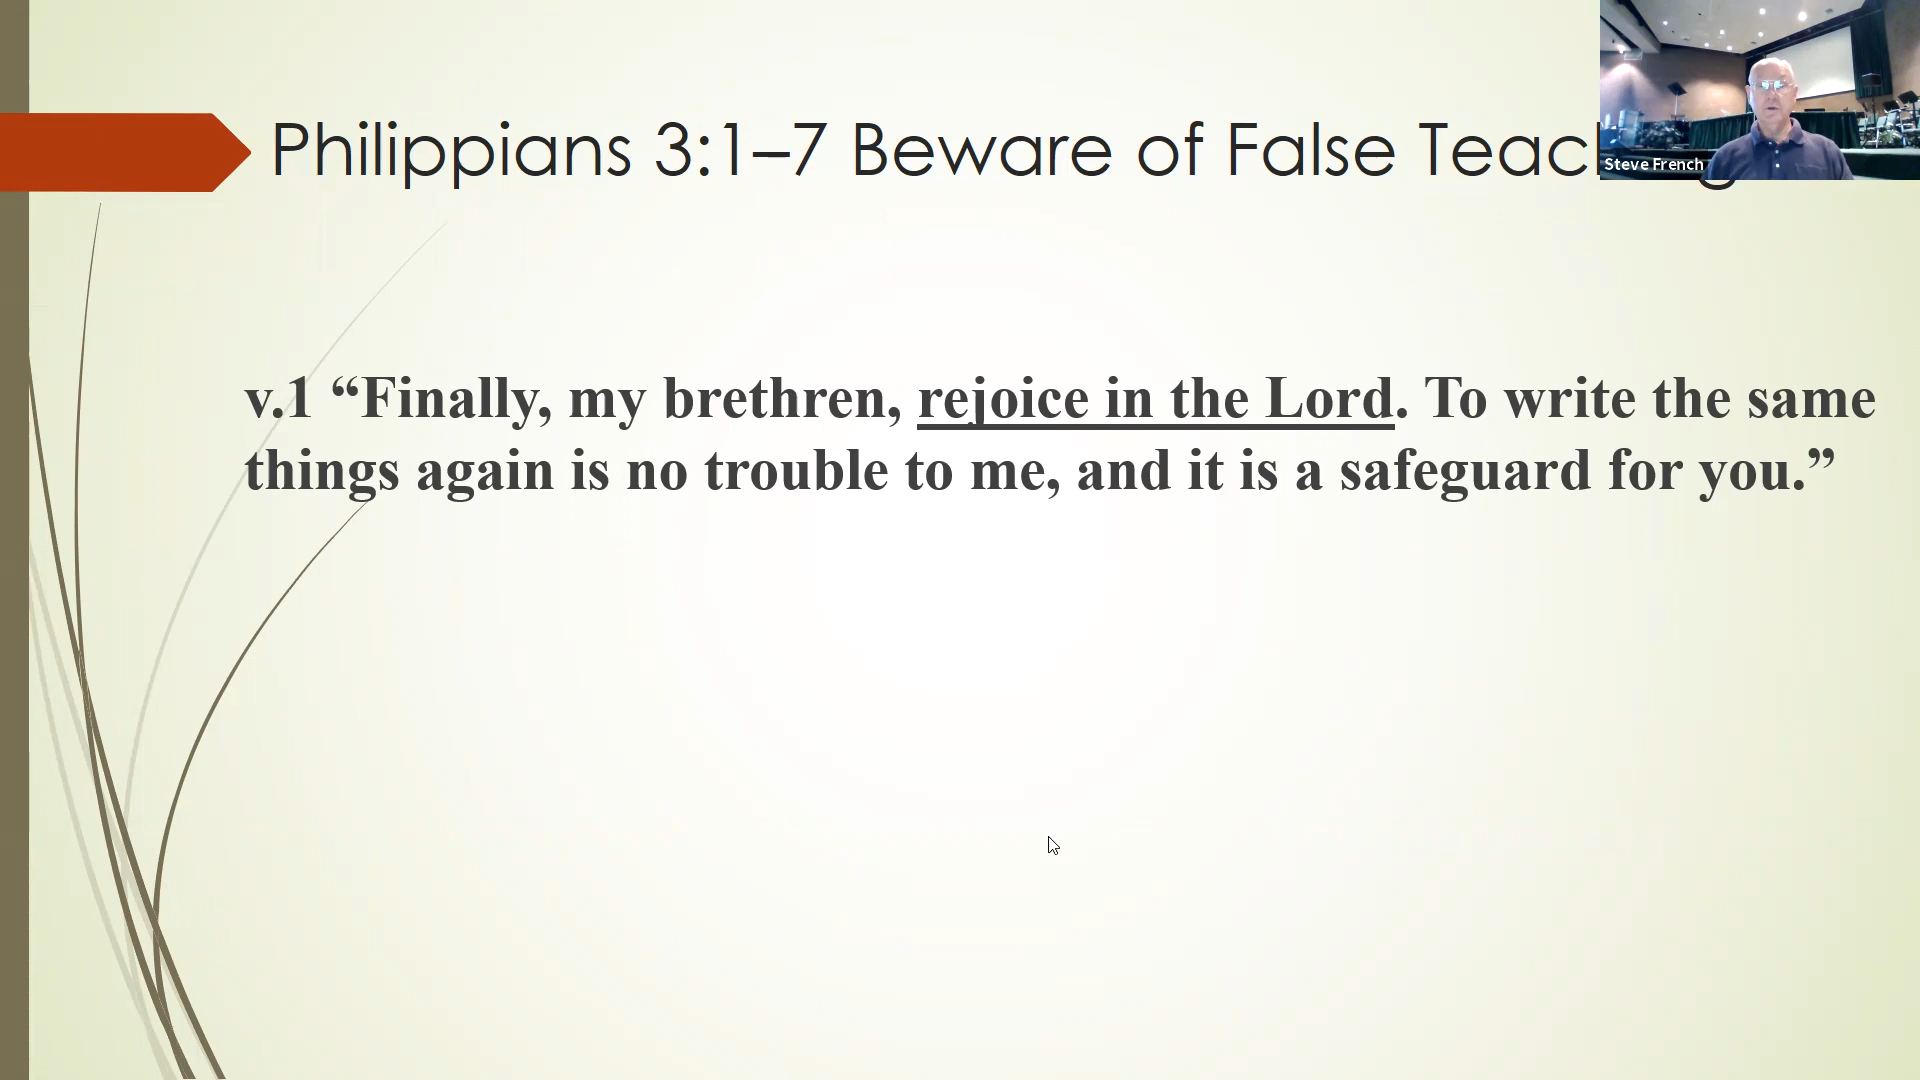 Philippians 3:1–7 Beware of False
Steve French
v.1 “Finally, my brethren, rejoice in the Lord. To write the same
things again is no trouble to me, and it is a safeguard for you.”